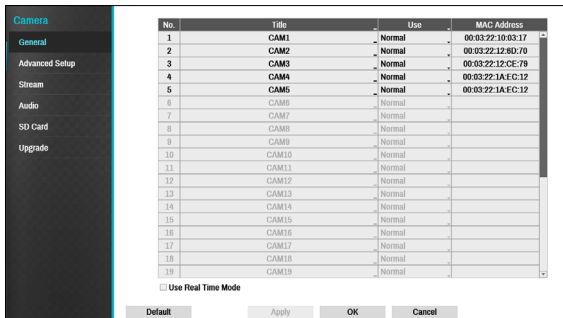 Camera
General
Advanced Setup
Stream
Audio
SD Card
Upgrade
No. Title Use MAC Address
1 CAM1 Normal 00:03:22:10:03:17
2 CAM2 Normal 00:03:22:12:6D:70
3 CAM3 Normal 00:03:22:12:CE:79
4 CAM4 Normal 00:03:22:1A:EC:12
5 CAM5 Normal 00:03:22:1A:EC:12
6 CAM6 Normal
7 CAM7 Normal
8 CAM8 Normal
9 CAM9 Normal
10 CAM10 Normal
11 CAM11 Normal
12 CAM12 Normal
13 CAM13 Normal
14 CAM14 Normal
15 CAM15 Normal
16 CAM16 Normal
17 CAM17 Normal
18 CAM18 Normal
19 CAM19 Normal
Use Real Time Mode
Default Apply OK Cancel